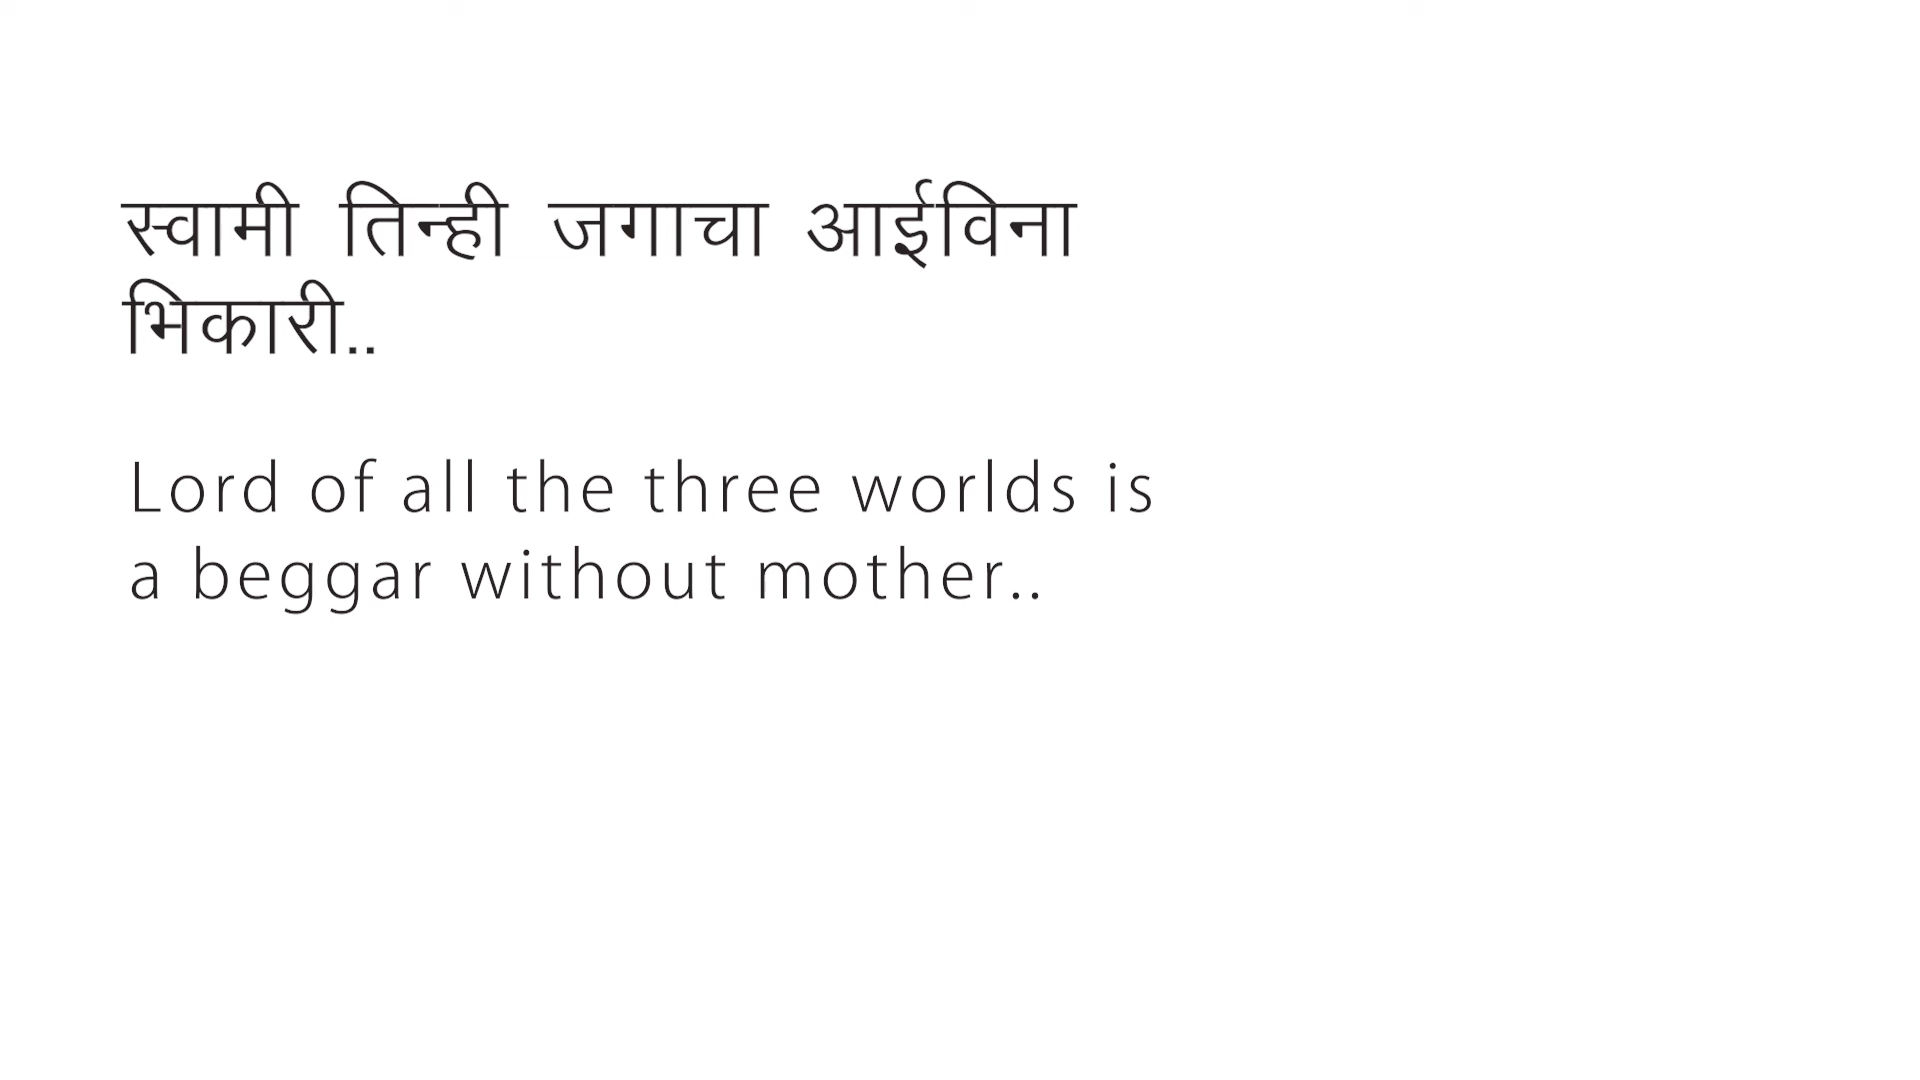 स्वामी तिन्ही जगाचा आईविना
भिकारी..
Lord of all the three worlds is
a beggar without mother..